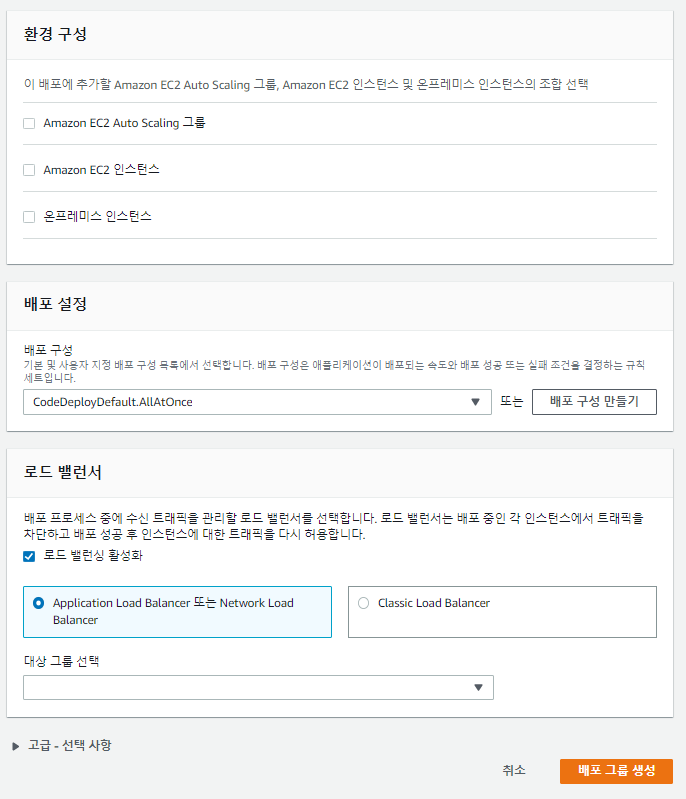 환경 구성
이 배포에 추가할 Amazon EC2 Auto Scaling 그룹, Amazon EC2 인스턴스 및 온프레미스 인스턴스의 조합 선택
Amazon EC2 Auto Scaling 그룹
Amazon EC2 인스턴스
온프레미스 인스턴스
배포 설정
배포 구성
기본 및 사용자 지정 배포 구성 목록에서 선택합니다. 배포 구성은 애플리케이션이 배포되는 속도와 배포 성공 또는 실패 조건을 결정하는 규칙
세트입니다.
CodeDeployDefault.AllAtOnce 또는 배포 구성 만들기
로드 밸런서
배포 프로세스 중에 수신 트래픽을 관리할 로드 밸런서를 선택합니다. 로드 밸런서는 배포 중인 각 인스턴스에서 트래픽을
차단하고 배포 성공 후 인스턴스에 대한 트래픽을 다시 허용합니다.
로드 밸런싱 활성화
Application Load Balancer 또는 Network Load
Balancer
Classic Load Balancer
대상 그룹 선택
고급 - 선택 사항
취소 배포 그룹 생성